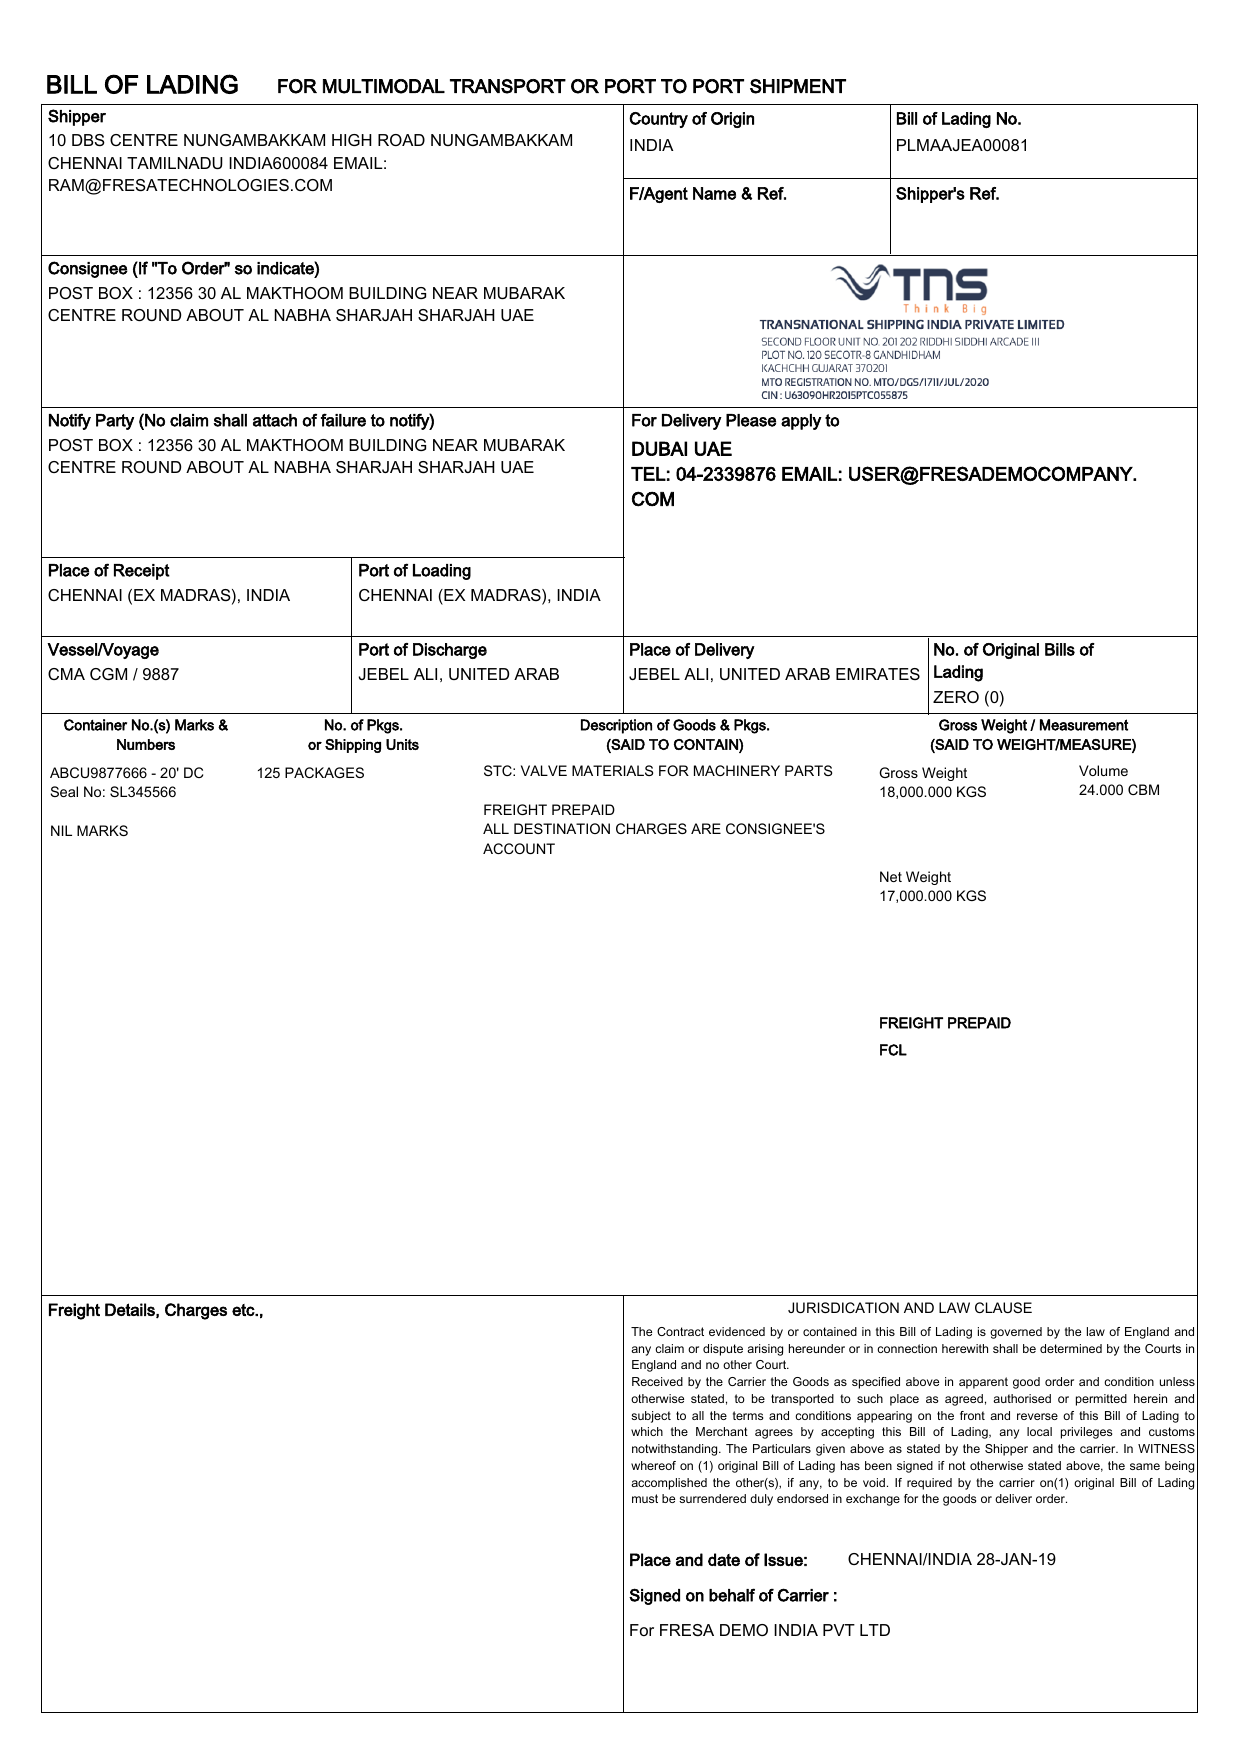 BILL OF LADING FOR MULTIMODAL TRANSPORT OR PORT TO PORT SHIPMENT
Shipper
10 DBS CENTRE NUNGAMBAKKAM HIGH ROAD NUNGAMBAKKAM
CHENNAI TAMILNADU INDIA600084 EMAIL:
RAM@FRESATECHNOLOGIES.COM
Country of Origin
INDIA
Bill of Lading No.
PLMAAJEA00081
F/Agent Name & Ref.
Shipper's Ref.
Consignee (If "To Order" so indicate)
POST BOX : 12356 30 AL MAKTHOOM BUILDING NEAR MUBARAK
CENTRE ROUND ABOUT AL NABHA SHARJAH SHARJAH UAE
TNS
Think Big
TRANSNATIONAL SHIPPING INDIA PRIVATE LIMITED
SECOND FLOOR UNIT NO. 201 202 RIDDHI SIDDHI ARCADE III
PLOT NO. 120 SECOTR-8 GANDHIDHAM
KACHCHH GUJARAT 370201
MTO REGISTRATION NO. MTO/DGS/1711/JUL/2020
CIN : U63090HR2015PTC055875
Notify Party (No claim shall attach of failure to notify)
POST BOX : 12356 30 AL MAKTHOOM BUILDING NEAR MUBARAK
CENTRE ROUND ABOUT AL NABHA SHARJAH SHARJAH UAE
For Delivery Please apply to
DUBAI UAE
TEL: 04-2339876 EMAIL: USER@FRESADEMOCOMPANY.
COM
Place of Receipt
CHENNAI (EX MADRAS), INDIA
Port of Loading
CHENNAI (EX MADRAS), INDIA
Vessel/Voyage
CMA CGM / 9887
Port of Discharge
JEBEL ALI, UNITED ARAB
Place of Delivery
JEBEL ALI, UNITED ARAB EMIRATES
No. of Original Bills of
Lading
ZERO (0)
Container No.(s) Marks &
Numbers
No. of Pkgs.
or Shipping Units
Description of Goods & Pkgs.
(SAID TO CONTAIN)
Gross Weight / Measurement
(SAID TO WEIGHT/MEASURE)
ABCU9877666 - 20' DC
Seal No: SL345566
NIL MARKS
125 PACKAGES
STC: VALVE MATERIALS FOR MACHINERY PARTS
FREIGHT PREPAID
ALL DESTINATION CHARGES ARE CONSIGNEE'S
ACCOUNT
Gross Weight
18,000.000 KGS
Volume
24.000 CBM
Net Weight
17,000.000 KGS
FREIGHT PREPAID
FCL
Freight Details, Charges etc.,
JURISDICATION AND LAW CLAUSE
The Contract evidenced by or contained in this Bill of Lading is governed by the law of England and
any claim or dispute arising hereunder or in connection herewith shall be determined by the Courts in
England and no other Court.
Received by the Carrier the Goods as specified above in apparent good order and condition unless
otherwise stated, to be transported to such place as agreed, authorised or permitted herein and
subject to all the terms and conditions appearing on the front and reverse of this Bill of Lading to
which the Merchant agrees by accepting this Bill of Lading, any local privileges and customs
notwithstanding. The Particulars given above as stated by the Shipper and the carrier. In WITNESS
whereof on (1) original Bill of Lading has been signed if not otherwise stated above, the same being
accomplished the other(s), if any, to be void. If required by the carrier on(1) original Bill of Lading
must be surrendered duly endorsed in exchange for the goods or deliver order.
Place and date of Issue: CHENNAI/INDIA 28-JAN-19
Signed on behalf of Carrier :
For FRESA DEMO INDIA PVT LTD